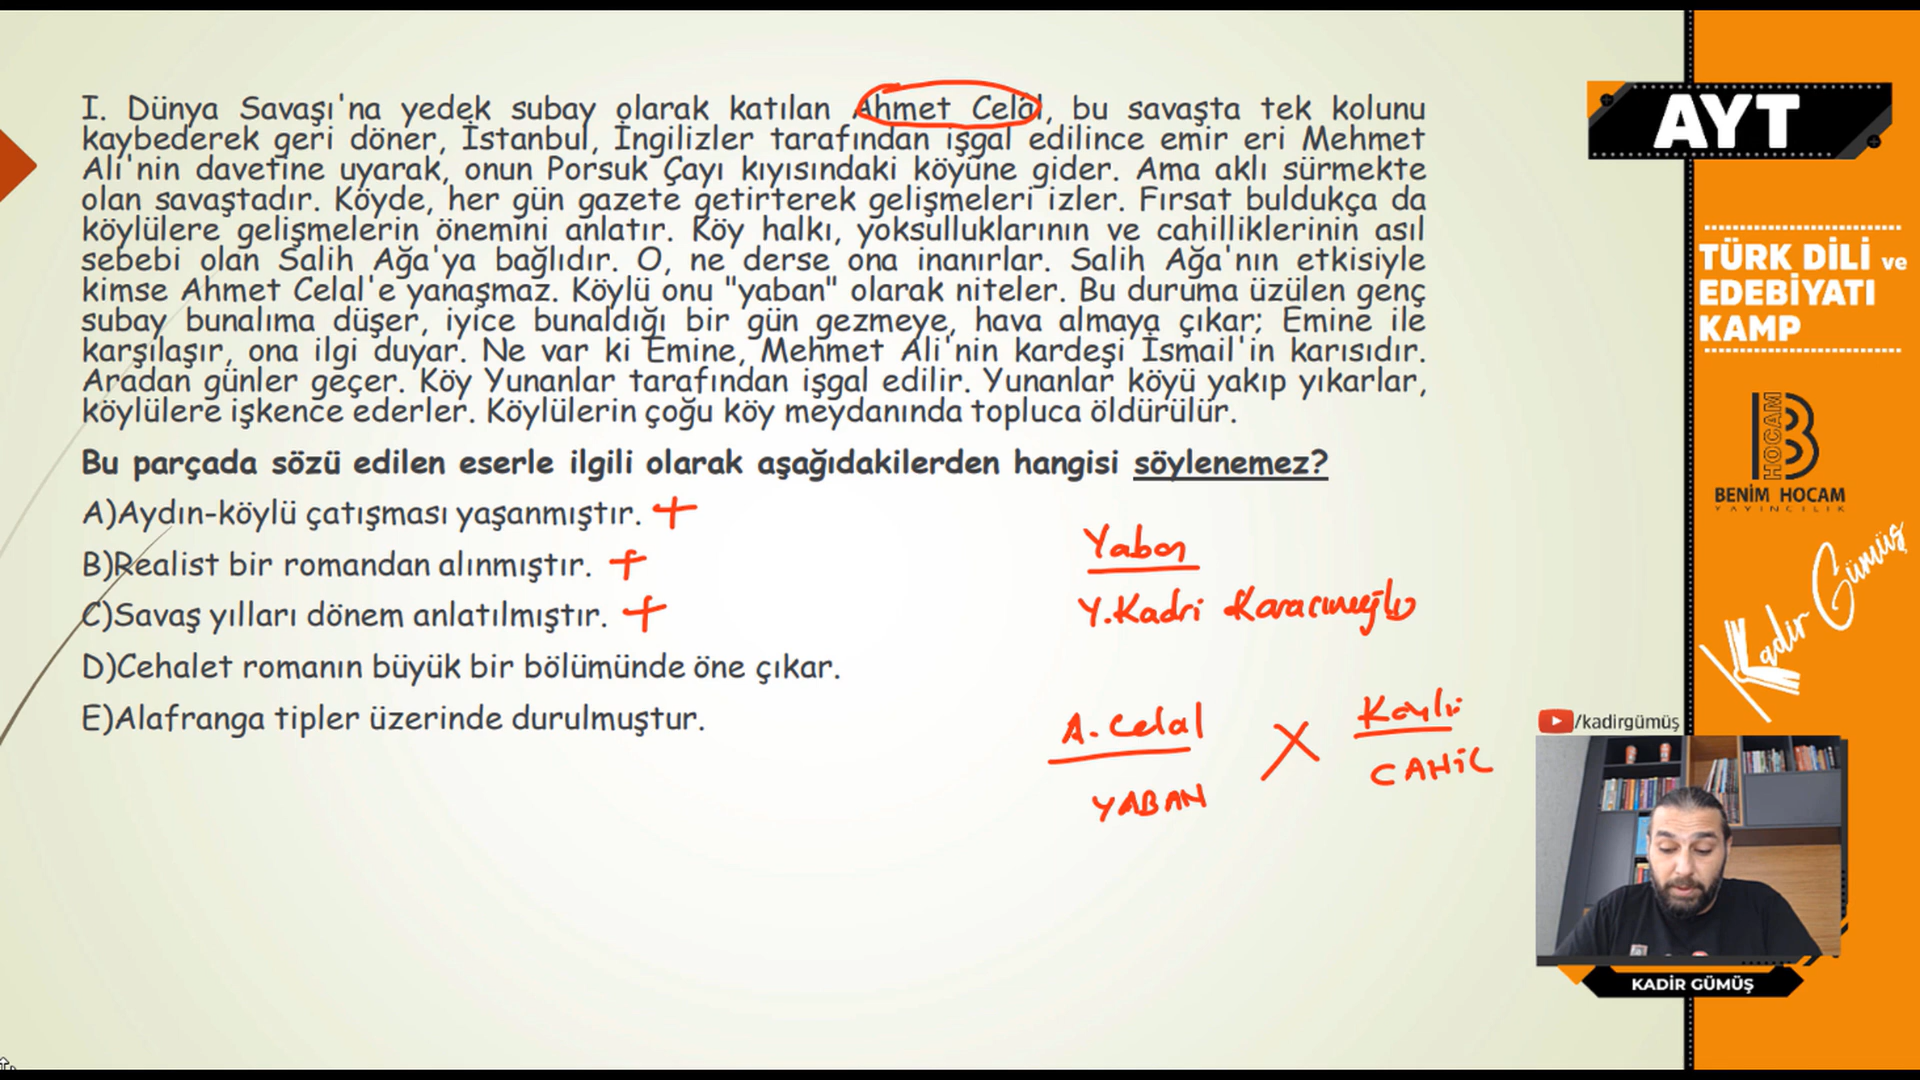 I. Dünya Savaşı'na yedek subay olarak katılan Ahmet Celal, bu savaşta tek kolunu
kaybederek geri döner, İstanbul, İngilizler tarafından işgal edilince emir eri Mehmet
Ali'nin davetine uyarak, onun Porsuk Çayı kıyısındaki köyüne gider. Ama aklı sürmekte
olan savaştadır. Köyde, her gün gazete getirterek gelişmeleri izler. Fırsat buldukça da
köylülere gelişmelerin önemini anlatır. Köy halkı, yoksulluklarının ve cahilliklerinin asıl
sebebi olan Salih Ağa'ya bağlıdır. O, ne derse ona inanırlar. Salih Ağa'nın etkisiyle
kimse Ahmet Celal'e yanaşmaz. Köylü onu "yaban" olarak niteler. Bu duruma üzülen genç
subay bunalıma düşer, iyice bunaldığı bir gün gezmeye, hava almaya çıkar; Emine ile
karşılaşır, ona ilgi duyar. Ne var ki Emine, Mehmet Ali'nin kardeşi İsmail'in karısıdır.
Aradan günler geçer. Köy Yunanlar tarafından işgal edilir. Yunanlar köyü yakıp yıkarlar,
köylülere işkence ederler. Köylülerin çoğu köy meydanında topluca öldürülür.
Bu parçada sözü edilen eserle ilgili olarak aşağıdakilerden hangisi söylenemez?
A)Aydın-köylü çatışması yaşanmıştır. +
B)Realist bir romandan alınmıştır. +
C)Savaş yılları dönem anlatılmıştır. +
D)Cehalet romanın büyük bir bölümünde öne çıkar.
E)Alafranga tipler üzerinde durulmuştur.
Yaban
Y.Kadri Karaosmanoğlu
A. Celal X Köylü
YABAN CAHİL
AYT
TÜRK DİLİ ve
EDEBİYATI
KAMP
HOCAM
BENİM HOCAM
YAYINCILIK
Kadir Gümüş
/kadirgümüş
KADİR GÜMÜŞ